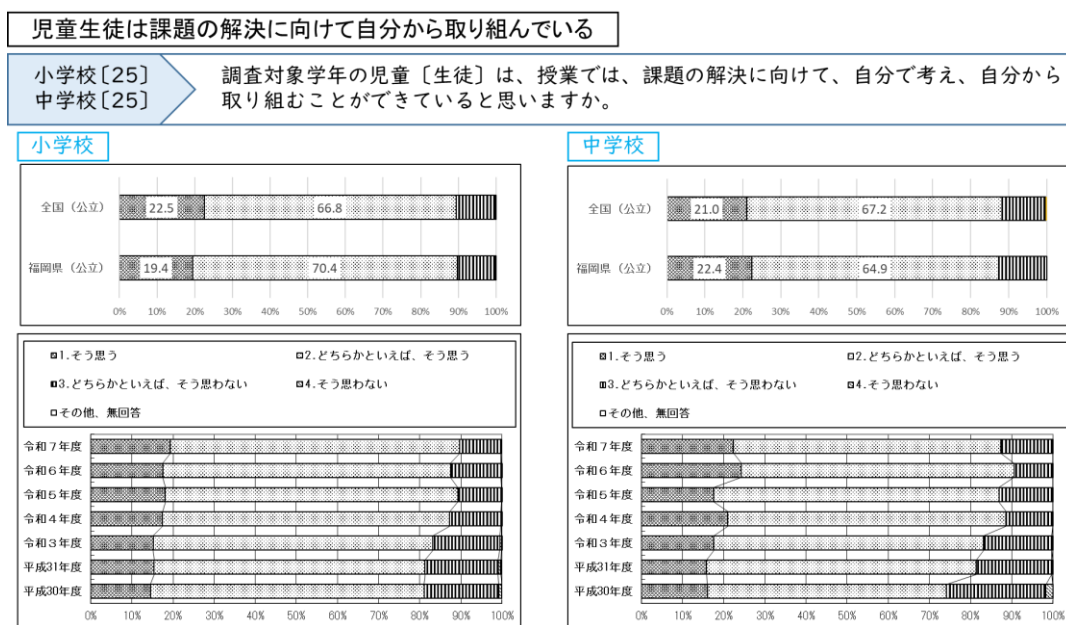 児童生徒は課題の解決に向けて自分から取り組んでいる
小学校〔25〕
中学校〔25〕
調査対象学年の児童〔生徒〕は、授業では、課題の解決に向けて、自分で考え、自分から
取り組むことができていると思いますか。
小学校
全国（公立） 22.5 66.8
福岡県（公立） 19.4 70.4
0% 10% 20% 30% 40% 50% 60% 70% 80% 90% 100%
1.そう思う 2.どちらかといえば、そう思う
3.どちらかといえば、そう思わない 4.そう思わない
その他、無回答
令和７年度
令和６年度
令和５年度
令和４年度
令和３年度
平成31年度
平成30年度
0% 10% 20% 30% 40% 50% 60% 70% 80% 90% 100%
中学校
全国（公立） 21.0 67.2
福岡県（公立） 22.4 64.9
0% 10% 20% 30% 40% 50% 60% 70% 80% 90% 100%
1.そう思う 2.どちらかといえば、そう思う
3.どちらかといえば、そう思わない 4.そう思わない
その他、無回答
令和７年度
令和６年度
令和５年度
令和４年度
令和３年度
平成31年度
平成30年度
0% 10% 20% 30% 40% 50% 60% 70% 80% 90% 100%